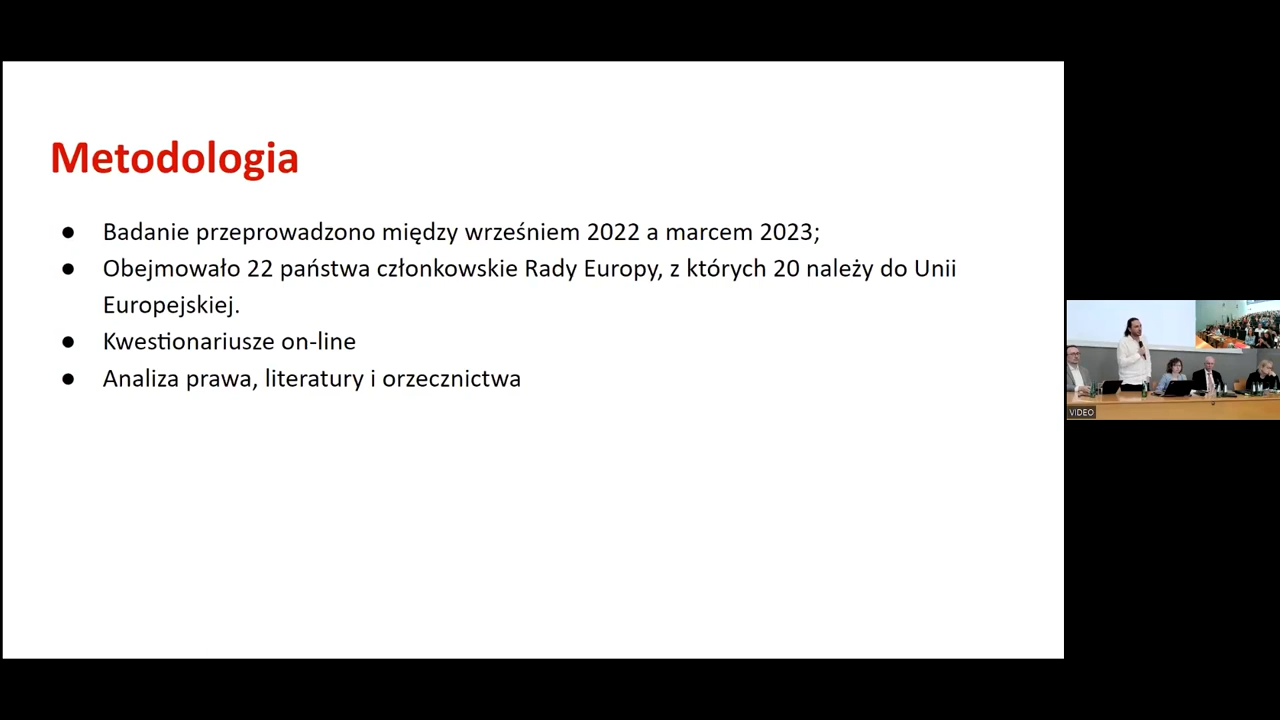 Metodologia
● Badanie przeprowadzono między wrześniem 2022 a marcem 2023;
● Obejmowało 22 państwa członkowskie Rady Europy, z których 20 należy do Unii
Europejskiej.
● Kwestionariusze on-line
● Analiza prawa, literatury i orzecznictwa
VIDEO